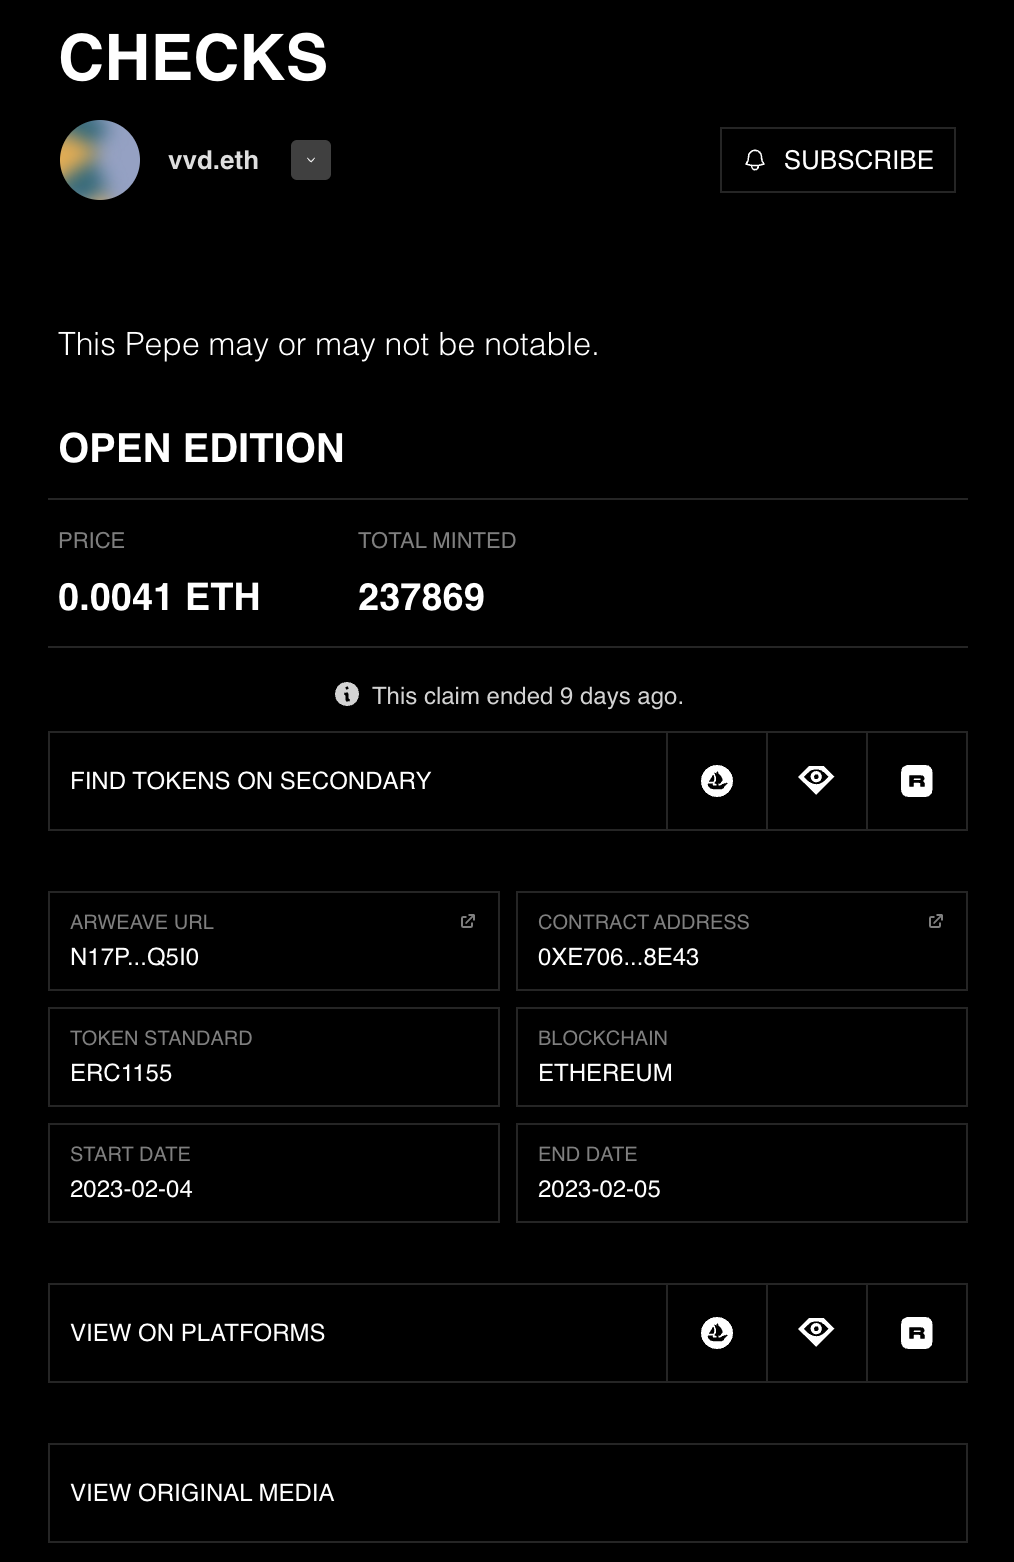 CHECKS
vvd.eth
SUBSCRIBE
This Pepe may or may not be notable.
OPEN EDITION
PRICE TOTAL MINTED
0.0041 ETH 237869
This claim ended 9 days ago.
FIND TOKENS ON SECONDARY
R
ARWEAVE URL CONTRACT ADDRESS
N17P...Q5I0 0XE706...8E43
TOKEN STANDARD BLOCKCHAIN
ERC1155 ETHEREUM
START DATE END DATE
2023-02-04 2023-02-05
VIEW ON PLATFORMS
R
VIEW ORIGINAL MEDIA